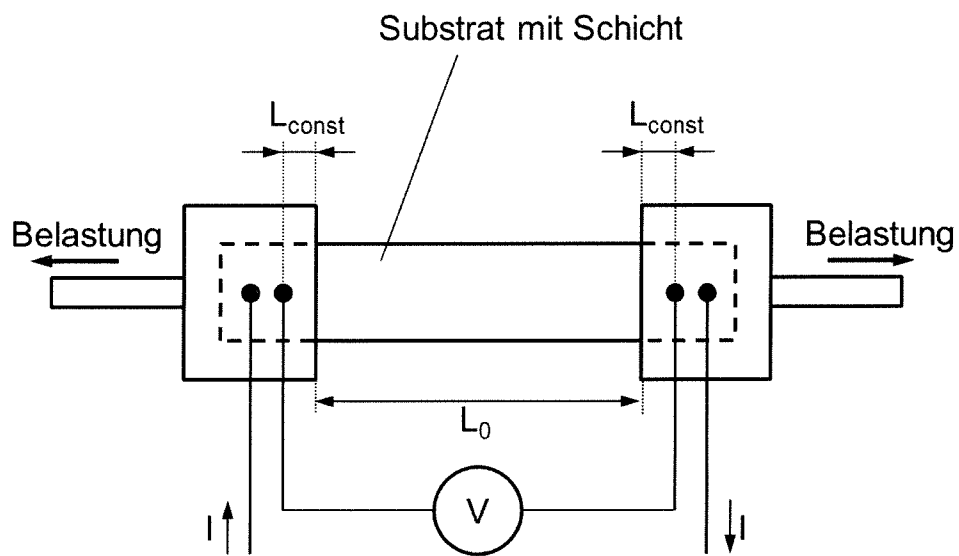 Substrat mit Schicht
L_const
L_const
Belastung
Belastung
L_0
V
I
I